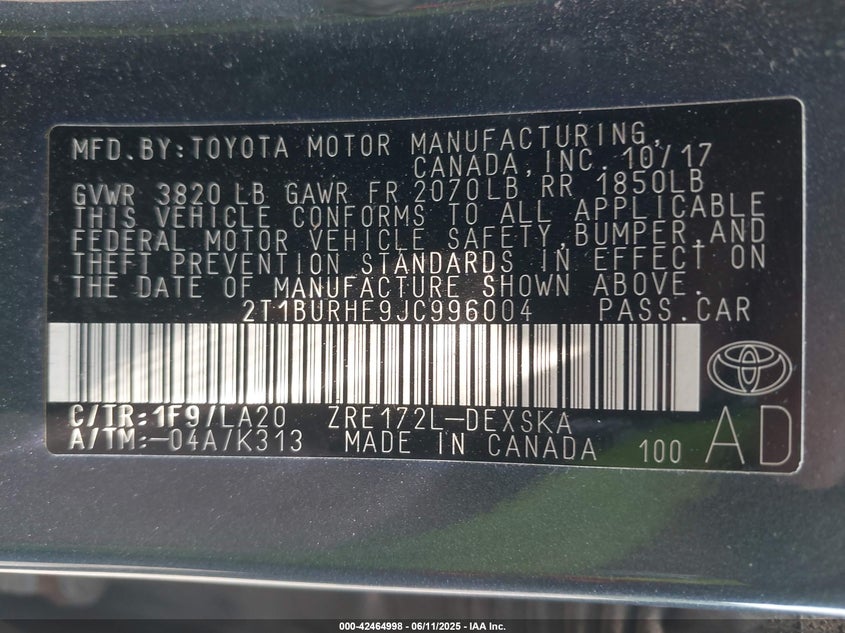 MFD.BY:TOYOTA MOTOR MANUFACTURING,
CANADA,INC.10/17
GVWR 3820 LB GAWR FR 2070LB RR 1850LB
THIS VEHICLE CONFORMS TO ALL APPLICABLE
FEDERAL MOTOR VEHICLE SAFETY,BUMPER,AND
THEFT PREVENTION STANDARDS IN EFFECT ON
THE DATE OF MANUFACTURE SHOWN ABOVE.
2T1BURHE9JC996004 PASS.CAR
C/TR:1F9/LA20 ZRE172L-DEXSKA
A/TM:-04A/K313 MADE IN CANADA 100 AD
000-42464998 - 06/11/2025 - IAA Inc.